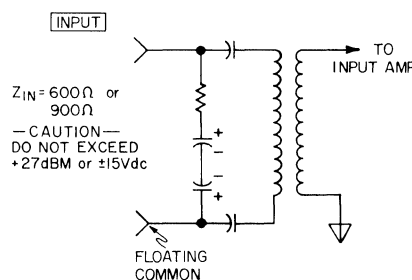 INPUT
Z_IN = 600Ω or
900Ω
—CAUTION—
DO NOT EXCEED
+27dBM or ±15Vdc
+
−
−
+
TO
INPUT AMP
FLOATING
COMMON